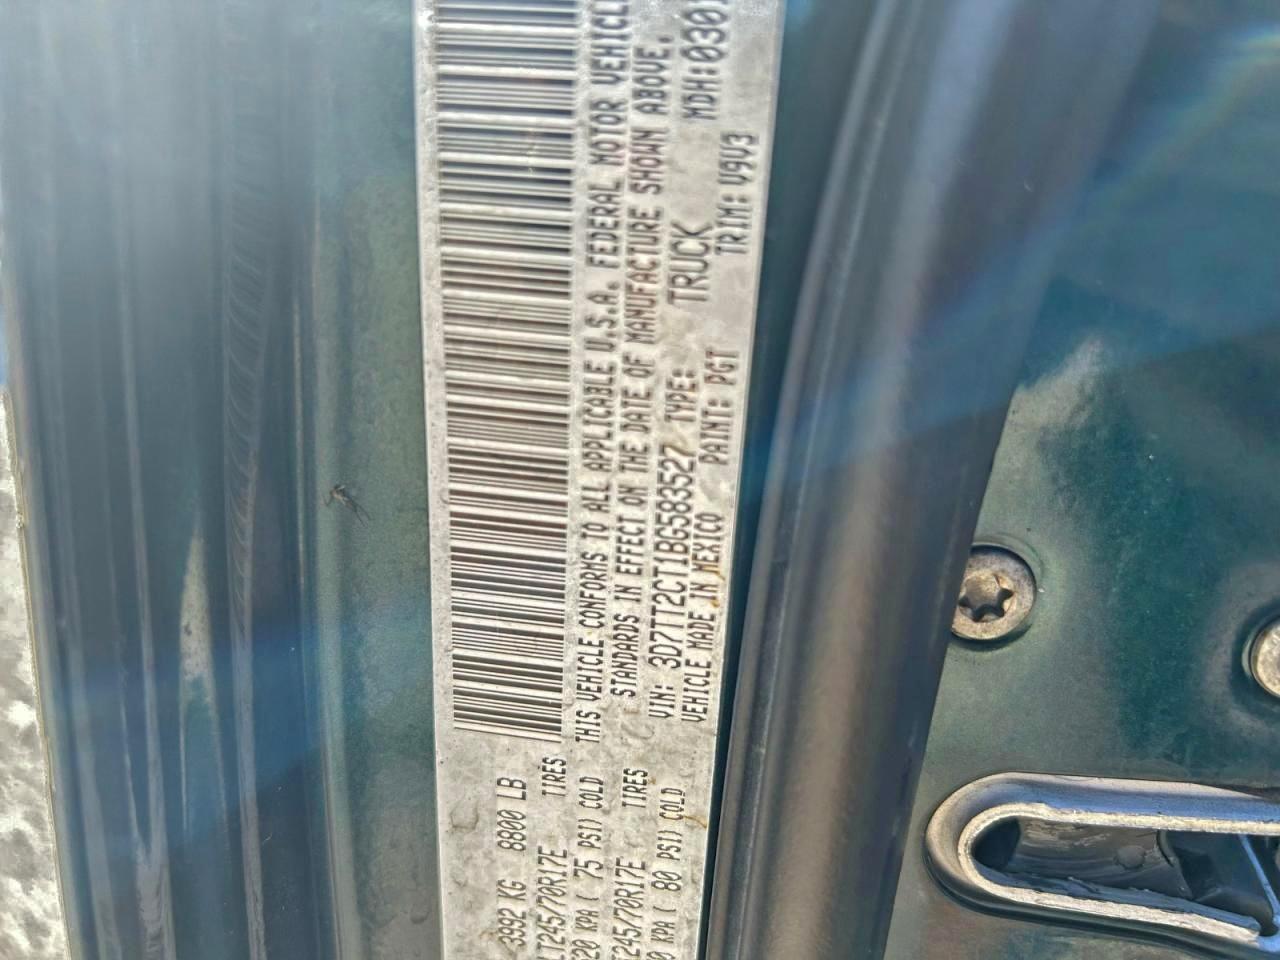 3992 KG 8800 LB
LT245/70R17E TIRES
520 KPA ( 75 PSI) COLD
LT245/70R17E TIRES
KPA ( 80 PSI) COLD
THIS VEHICLE CONFORMS TO ALL APPLICABLE U.S.A. FEDERAL MOTOR VEHICLE
STANDARDS IN EFFECT ON THE DATE OF MANUFACTURE SHOWN ABOVE.
VIN: 3D7TT2CT1BG583527 TYPE: TRUCK MDH:0301
VEHICLE MADE IN MEXICO PAINT: PGT TRIM: V9V3